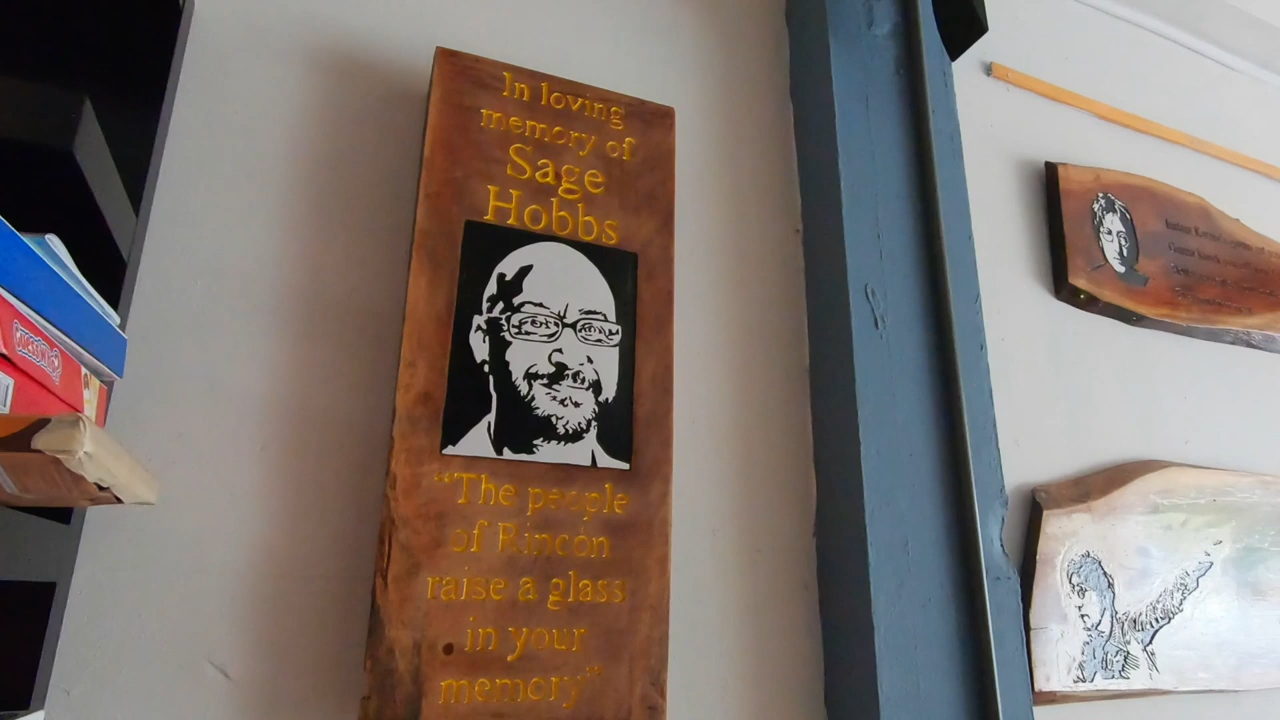 In loving
memory of
Sage
Hobbs
“The people
of Rincón
raise a glass
in your
memory”